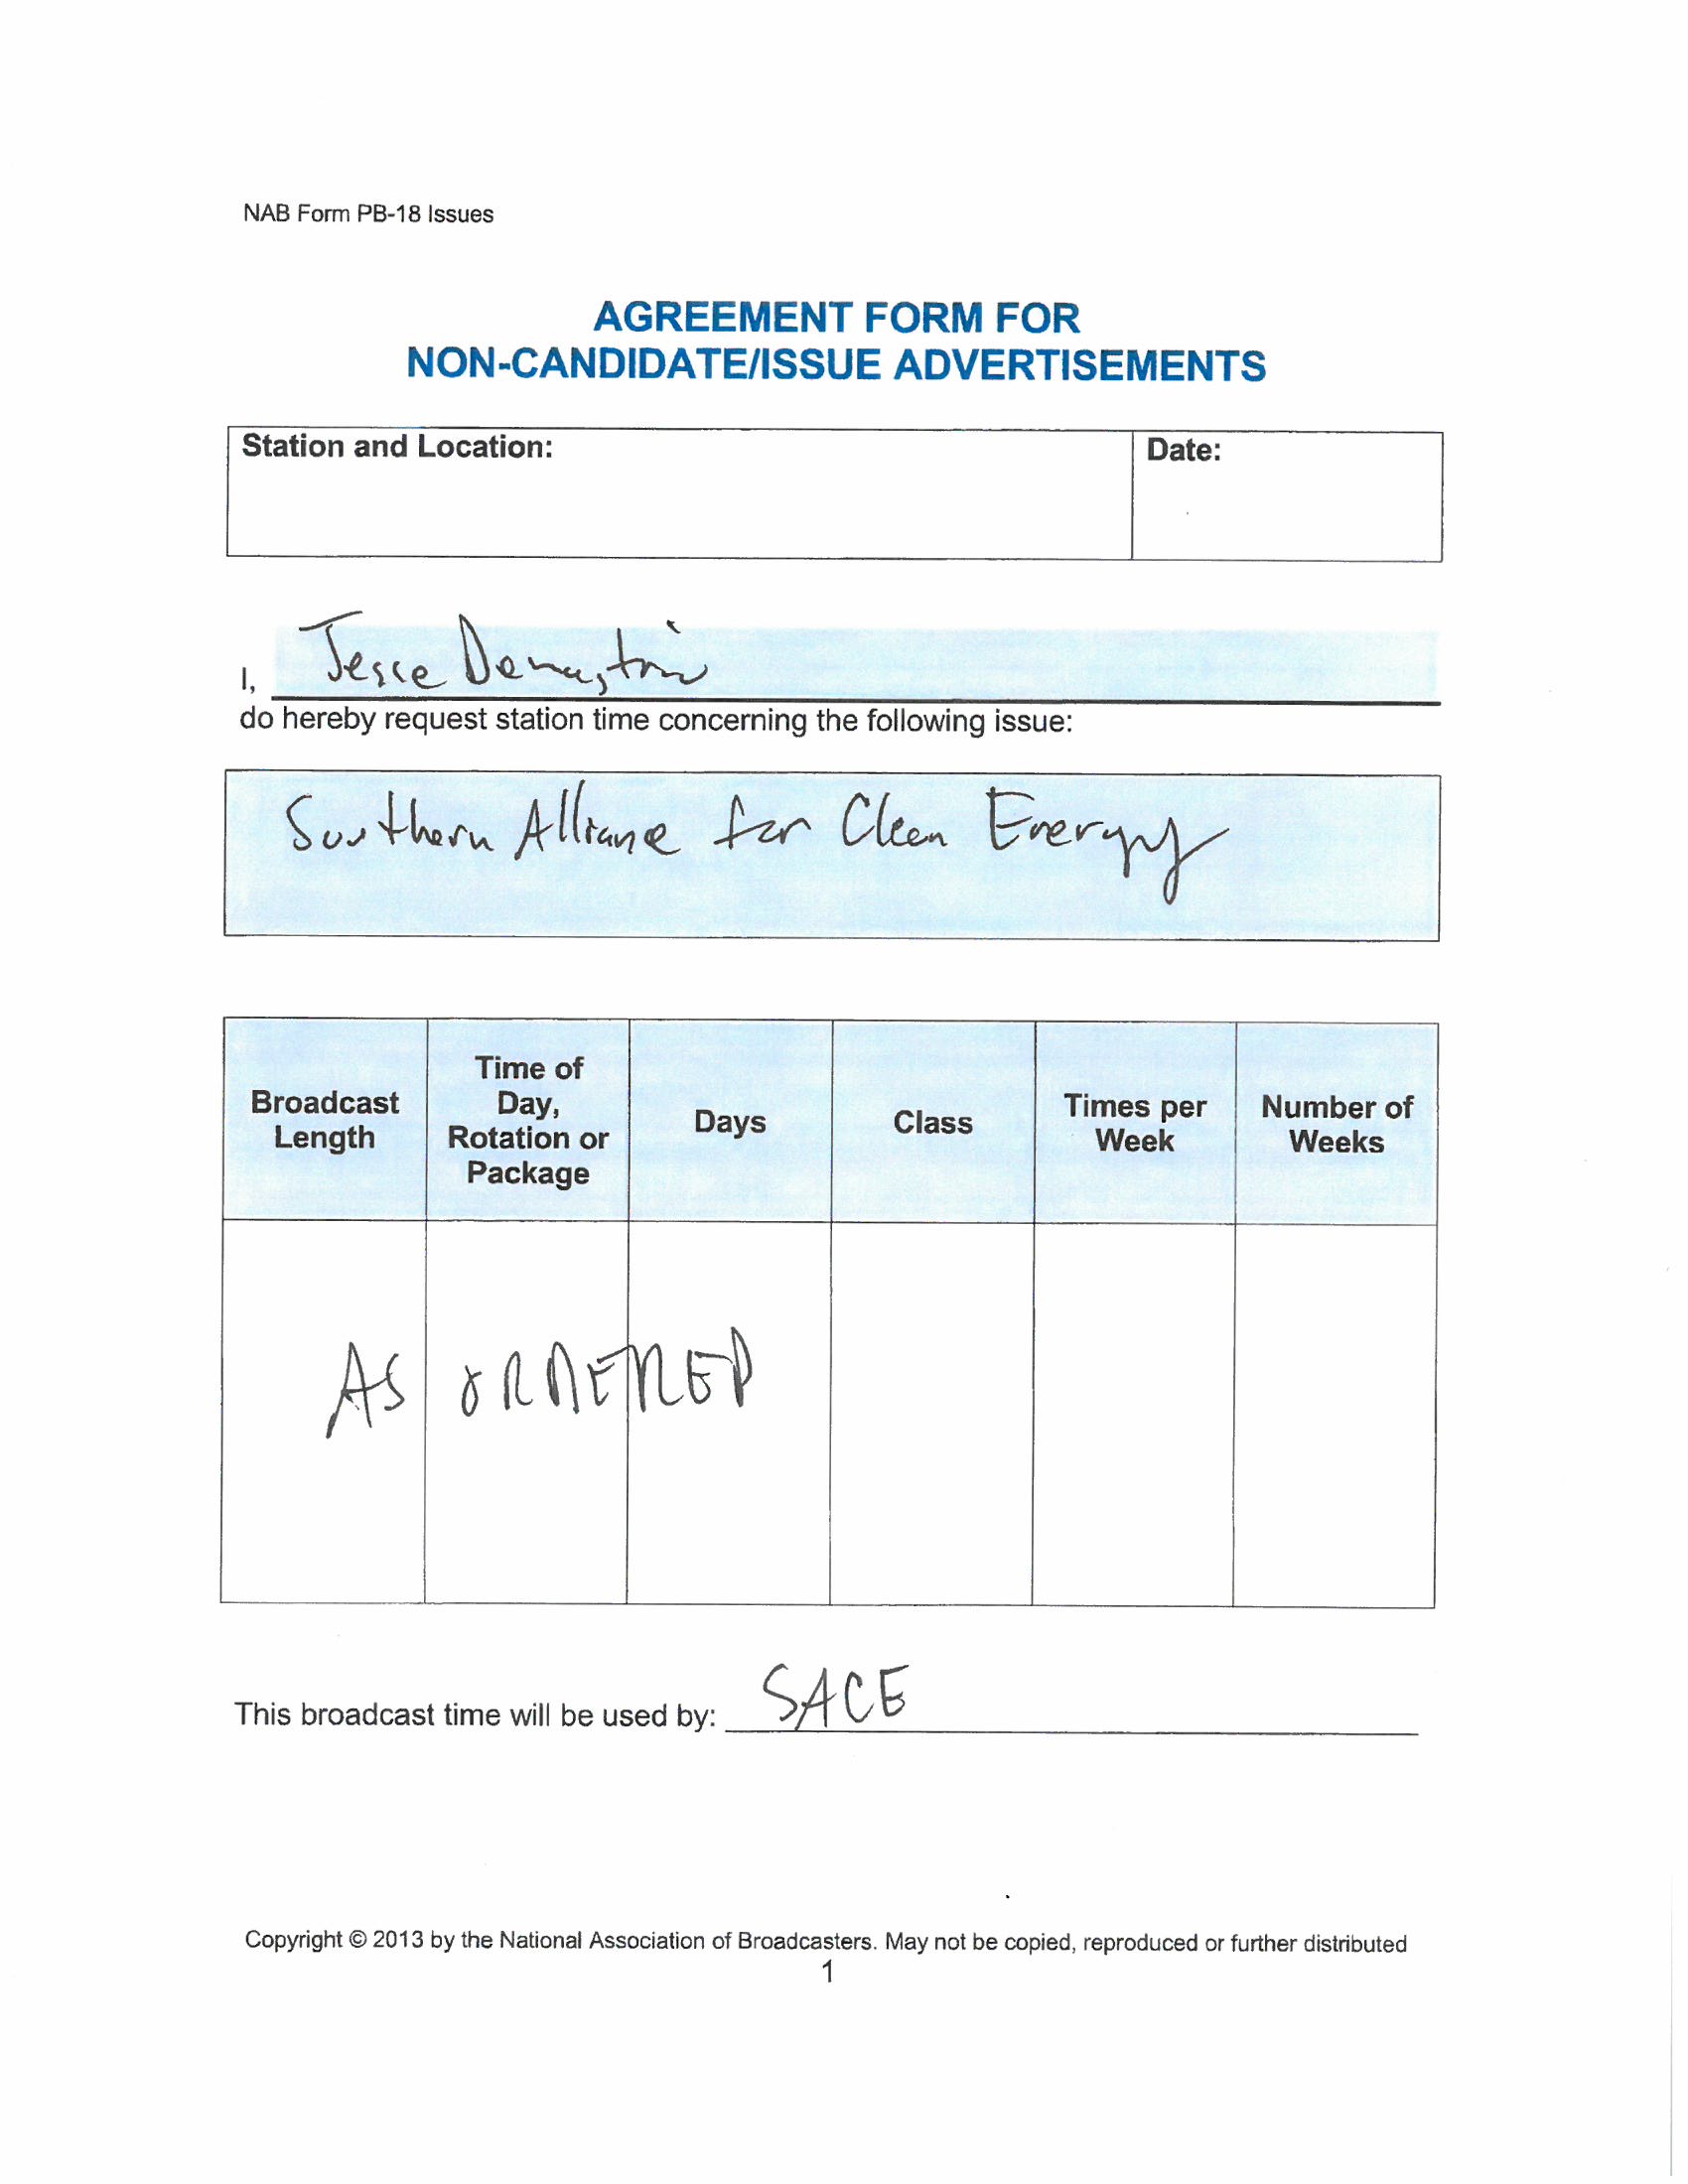 NAB Form PB-18 Issues
AGREEMENT FORM FOR
NON-CANDIDATE/ISSUE ADVERTISEMENTS
Station and Location:
Date:
I, Jesse
do hereby request station time concerning the following issue:
Southern Alliance for Clean Energy
Broadcast Length
Time of Day, Rotation or Package
Days
Class
Times per Week
Number of Weeks
AS ORDERED
This broadcast time will be used by: SACE
Copyright © 2013 by the National Association of Broadcasters. May not be copied, reproduced or further distributed
1